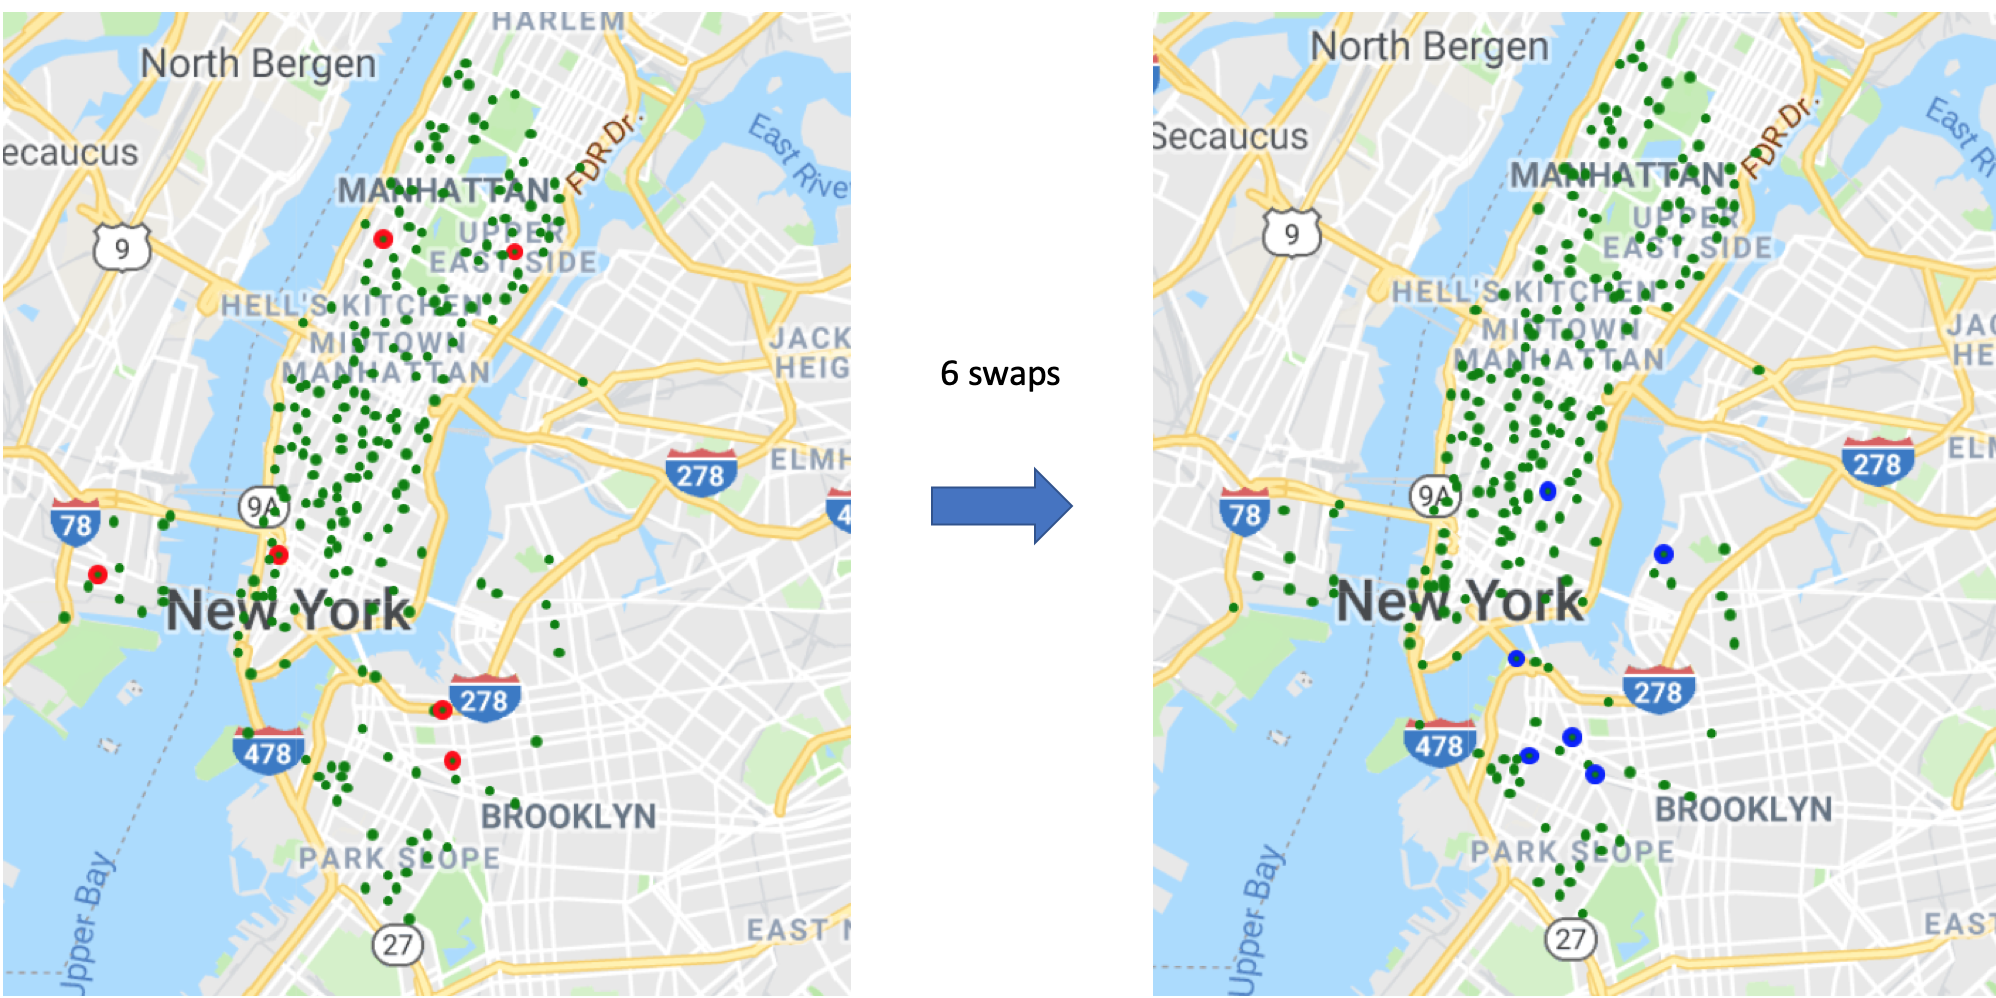 HARLEM
North Bergen
East Rive
FDR Dr.
ecaucus
MANHATTAN
9
UPPER
EAST SIDE
HELL'S KITCHEN
MIDTOWN
MANHATTAN
JACK
HEIG
ELMH
278
9A
78
4
New York
278
478
BROOKLYN
PARK SLOPE
Upper Bay
EAST N
27
6 swaps
North Bergen
East Ri
FDR Dr.
Secaucus
MANHATTAN
9
UPPER
EAST SIDE
HELL'S KITCHEN
MIDTOWN
MANHATTAN
JAC
HE
ELM
278
9A
78
New York
278
478
BROOKLYN
PARK SLOPE
Upper Bay
EAST
27